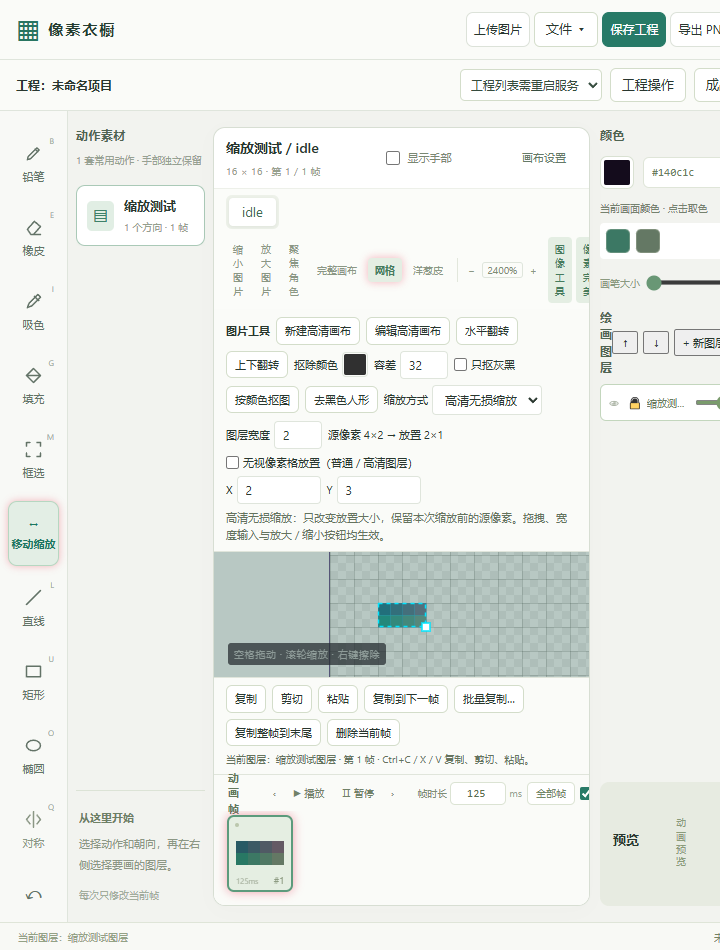 像素衣橱
上传图片
文件
保存工程
导出 PN
工程：未命名项目
工程列表需重启服务
工程操作
成
B
铅笔
E
橡皮
I
吸色
G
填充
M
框选
移动缩放
L
直线
U
矩形
O
椭圆
Q
对称
动作素材
1 套常用动作 · 手部独立保留
缩放测试
1 个方向 · 1 帧
从这里开始
选择动作和朝向，再在右
侧选择要画的图层。
每次只修改当前帧
缩放测试 / idle
16 × 16 · 第 1 / 1 帧
显示手部
画布设置
idle
缩小图片
放大图片
聚焦角色
完整画布
网格
洋葱皮
− 2400% +
图像工具
像素完美
图片工具
新建高清画布
编辑高清画布
水平翻转
上下翻转
抠除颜色
容差
32
只抠灰黑
按颜色抠图
去黑色人形
缩放方式
高清无损缩放
图层宽度
2
源像素 4×2 → 放置 2×1
无视像素格放置（普通 / 高清图层）
X
2
Y
3
高清无损缩放：只改变放置大小，保留本次缩放前的源像素。拖拽、宽
度输入与放大 / 缩小按钮均生效。
空格拖动 · 滚轮缩放 · 右键擦除
复制
剪切
粘贴
复制到下一帧
批量复制...
复制整帧到末尾
删除当前帧
当前图层：缩放测试图层 · 第 1 帧 · Ctrl+C / X / V 复制、剪切、粘贴。
动画帧
‹
▶ 播放
II 暂停
›
帧时长
125
ms
全部帧
125ms
#1
颜色
#140c1c
当前画面颜色 · 点击取色
画笔大小
绘画图层
↑
↓
+ 新图层
缩放测...
预览
动画预览
当前图层：缩放测试图层